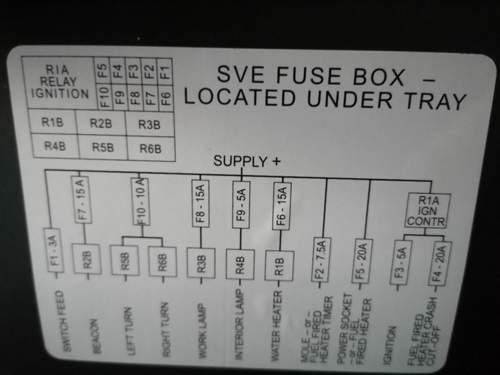 SVE FUSE BOX –
LOCATED UNDER TRAY
R1A
RELAY
IGNITION
F5 F4 F3 F2 F1
F10 F9 F8 F7 F6
R1B R2B R3B
R4B R5B R6B
SUPPLY +
F1 - 3A
F7 - 15A
F10 - 10A
F8 - 15A
F9 - 5A
F6 - 15A
F2 - 7.5A
F5 - 20A
R1A
IGN
CONTR
F3 - 5A
F4 - 20A
R2B
R5B
R6B
R3B
R4B
R1B
SWITCH FEED
BEACON
LEFT TURN
RIGHT TURN
WORK LAMP
INTERIOR LAMP
WATER HEATER
MOLE – or –
FUEL FIRED
HEATER TIMER
POWER SOCKET
– or – FUEL
FIRED HEATER
IGNITION
FUEL FIRED
HEATER CRASH
CUT-OFF